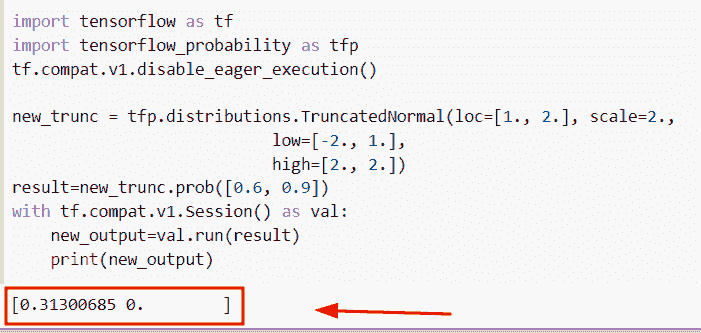 import tensorflow as tf
import tensorflow_probability as tfp
tf.compat.v1.disable_eager_execution()
new_trunc = tfp.distributions.TruncatedNormal(loc=[1., 2.], scale=2.,
low=[-2., 1.],
high=[2., 2.])
result=new_trunc.prob([0.6, 0.9])
with tf.compat.v1.Session() as val:
new_output=val.run(result)
print(new_output)
[0.31300685 0.        ]